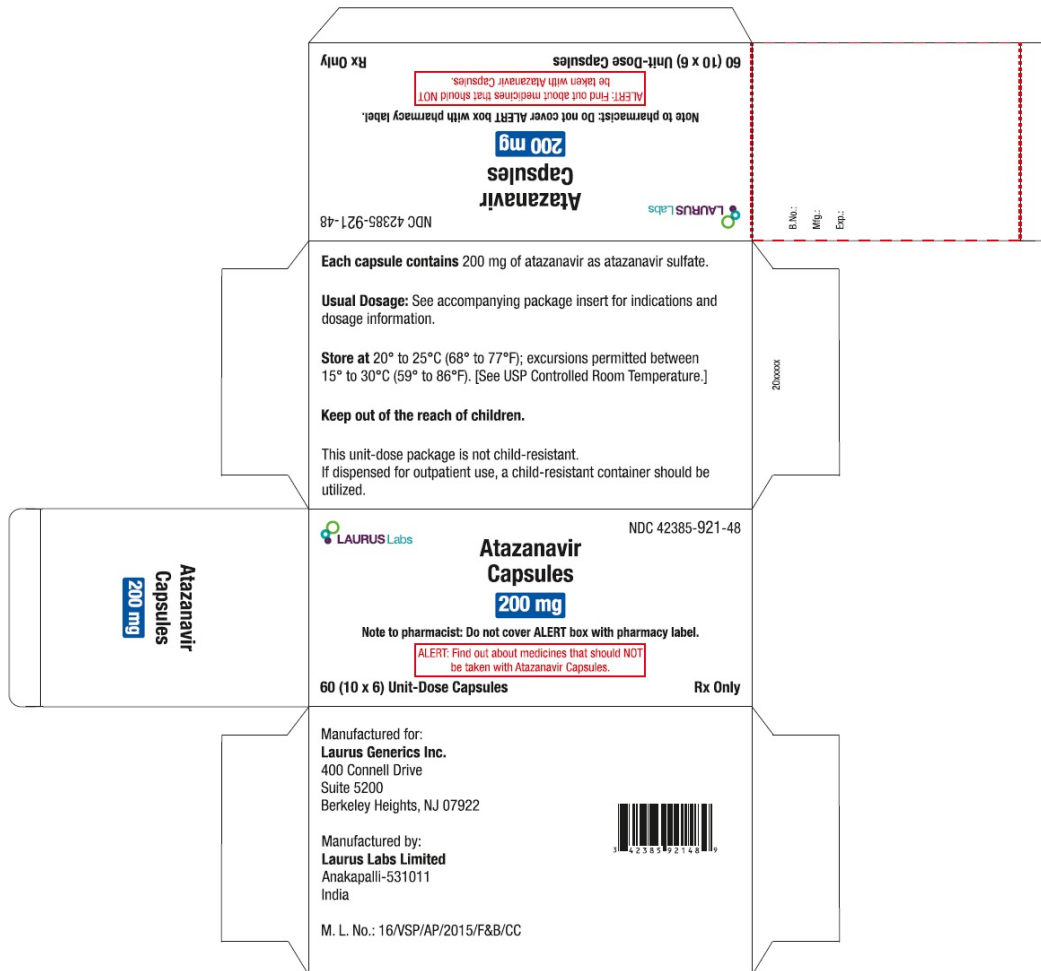 60 (10 x 6) Unit-Dose Capsules
Rx Only
ALERT: Find out about medicines that should NOT
be taken with Atazanavir Capsules.
Note to pharmacist: Do not cover ALERT box with pharmacy label.
200 mg
Atazanavir
Capsules
LAURUS Labs
NDC 42385-921-48
B.No.:
Mfg.:
Exp.:
Each capsule contains 200 mg of atazanavir as atazanavir sulfate.
Usual Dosage: See accompanying package insert for indications and
dosage information.
Store at 20° to 25°C (68° to 77°F); excursions permitted between
15° to 30°C (59° to 86°F). [See USP Controlled Room Temperature.]
Keep out of the reach of children.
This unit-dose package is not child-resistant.
If dispensed for outpatient use, a child-resistant container should be
utilized.
20xxxxx
Atazanavir
Capsules
200 mg
LAURUS Labs
NDC 42385-921-48
Atazanavir
Capsules
200 mg
Note to pharmacist: Do not cover ALERT box with pharmacy label.
ALERT: Find out about medicines that should NOT
be taken with Atazanavir Capsules.
60 (10 x 6) Unit-Dose Capsules
Rx Only
Manufactured for:
Laurus Generics Inc.
400 Connell Drive
Suite 5200
Berkeley Heights, NJ 07922
Manufactured by:
Laurus Labs Limited
Anakapalli-531011
India
M. L. No.: 16/VSP/AP/2015/F&B/CC
3 42385 92148 9